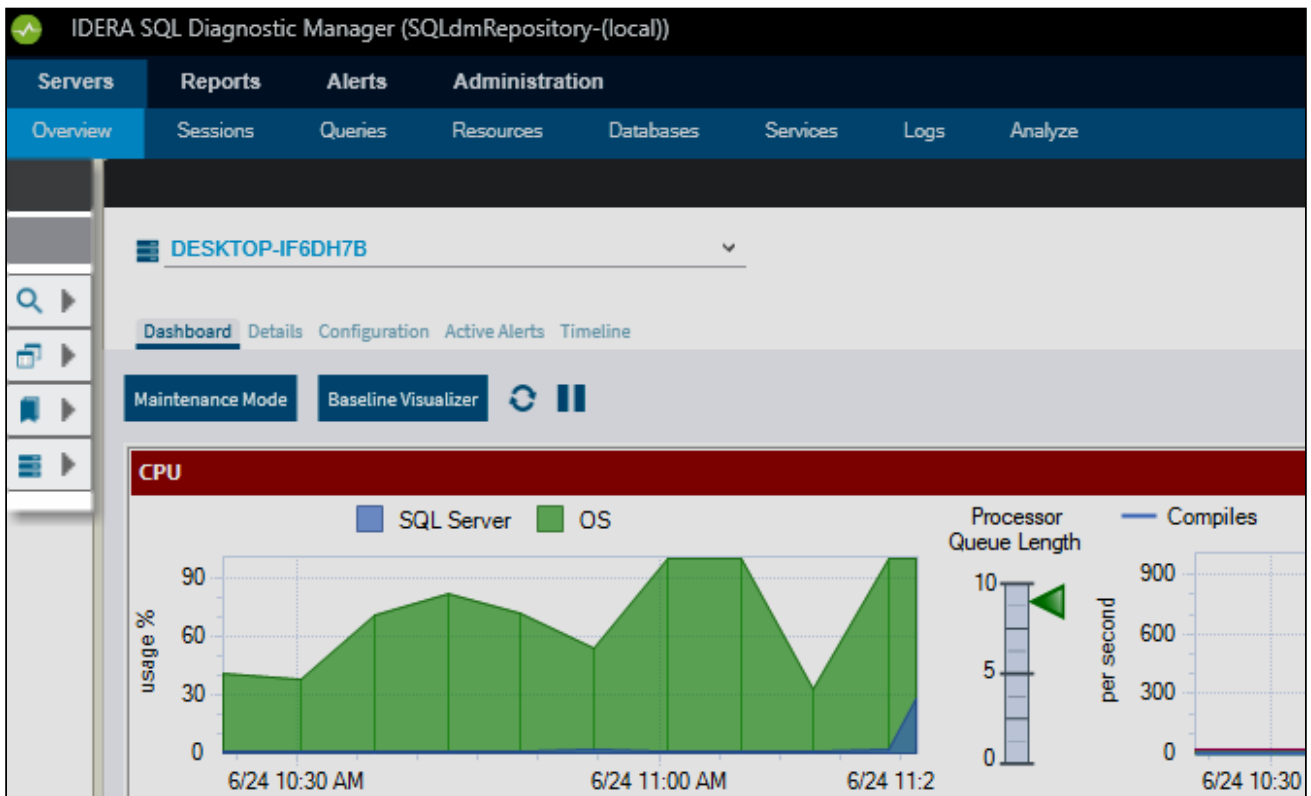 IDERA SQL Diagnostic Manager (SQLdmRepository-(local))
Servers Reports Alerts Administration
Overview Sessions Queries Resources Databases Services Logs Analyze
DESKTOP-IF6DH7B
Dashboard Details Configuration Active Alerts Timeline
Maintenance Mode Baseline Visualizer
CPU
SQL Server OS
usage %
90
60
30
0
6/24 10:30 AM 6/24 11:00 AM 6/24 11:2
Processor
Queue Length
10
5
0
Compiles
per second
900
600
300
0
6/24 10:30